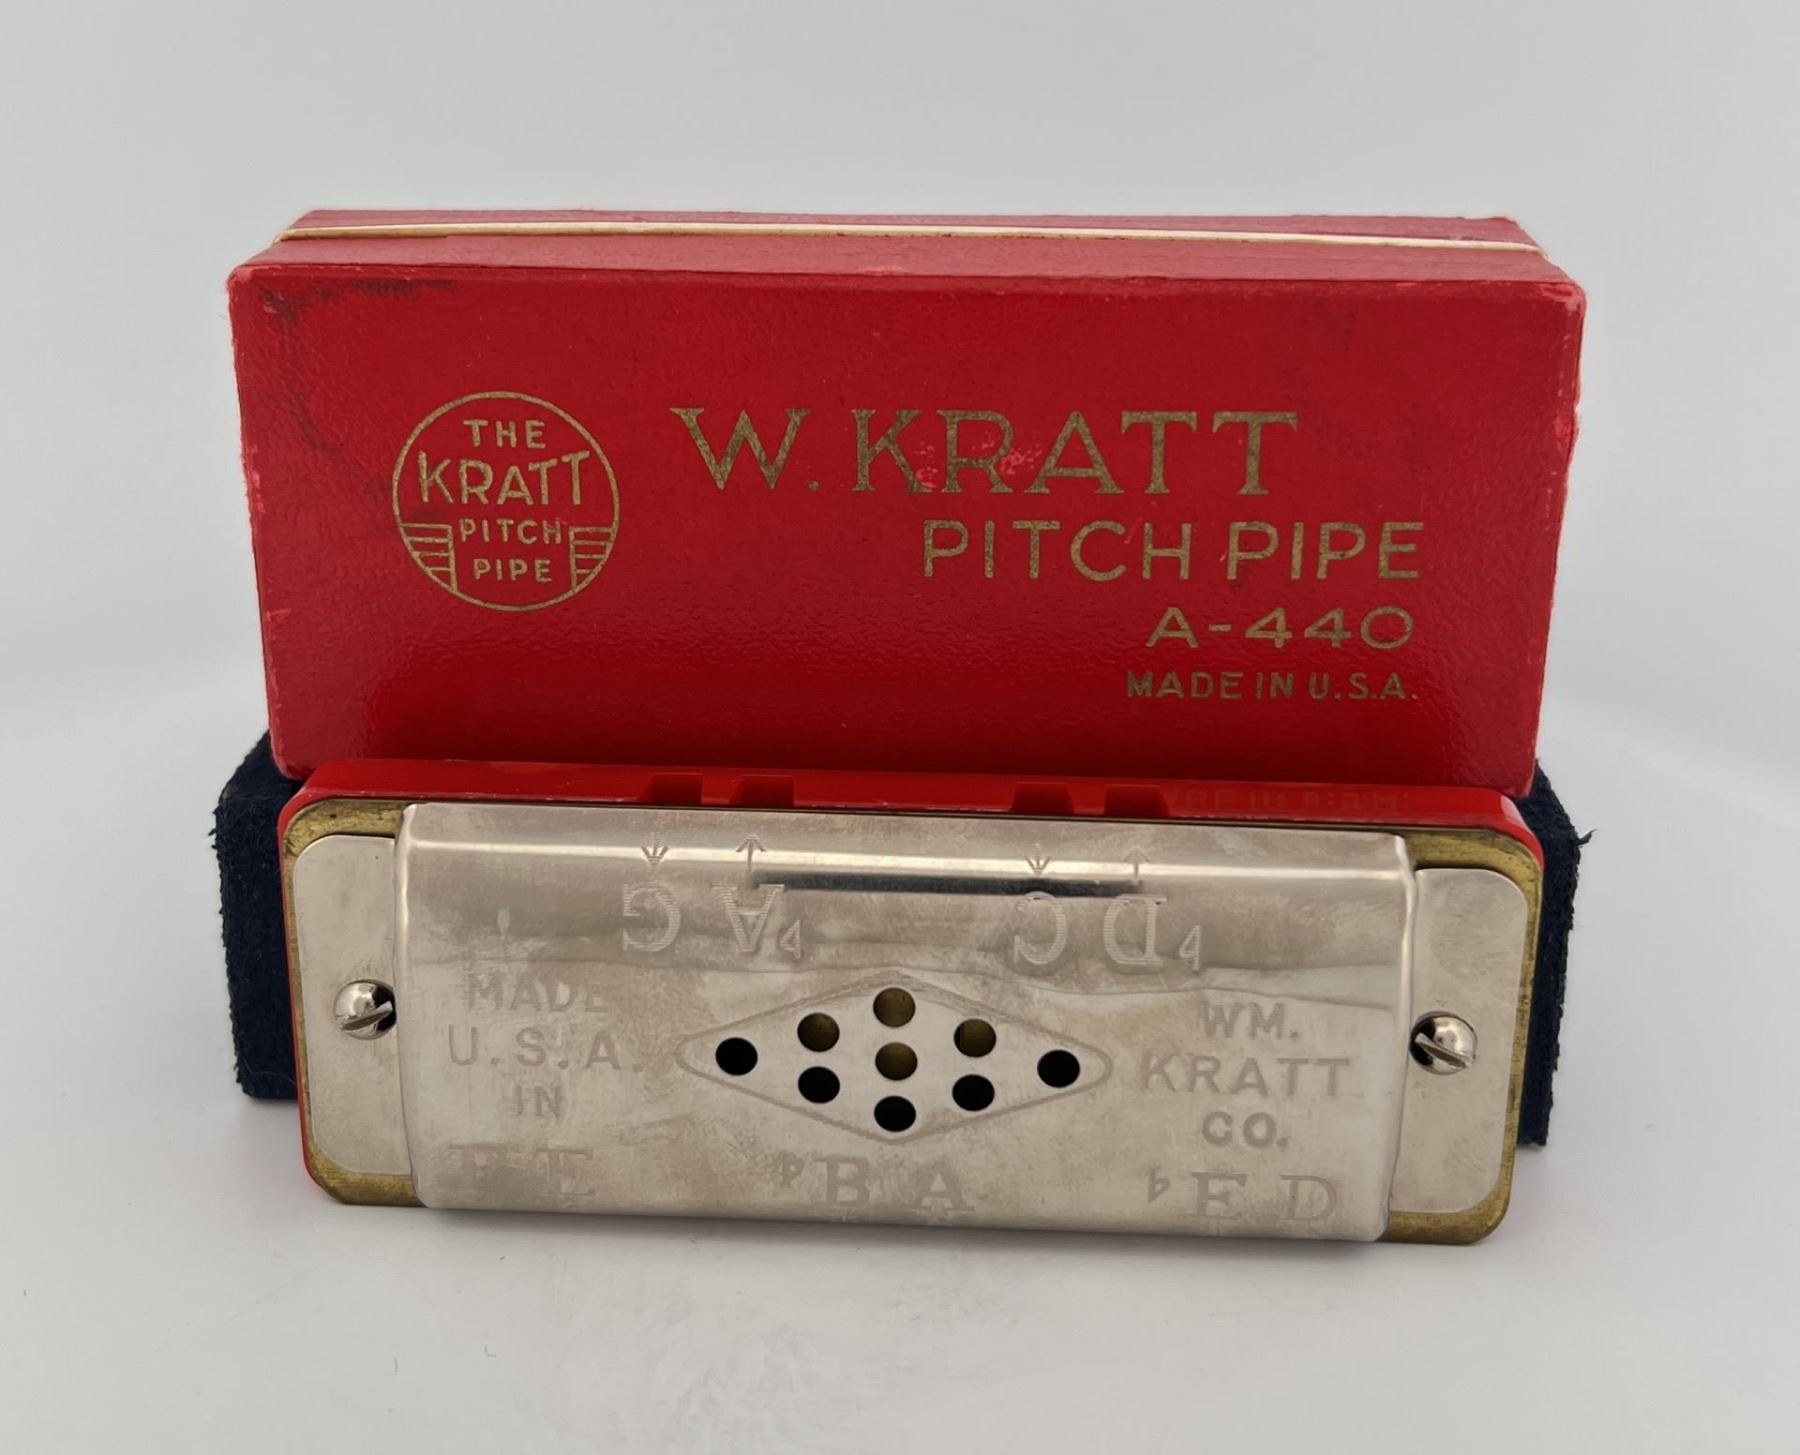 THE
KRATT
PITCH
PIPE
W. KRATT
PITCH PIPE
A-440
MADE IN U.S.A.
G A♭
C D♭
MADE
U.S.A.
IN
WM.
KRATT
CO.
F E
♭B A
♭E D